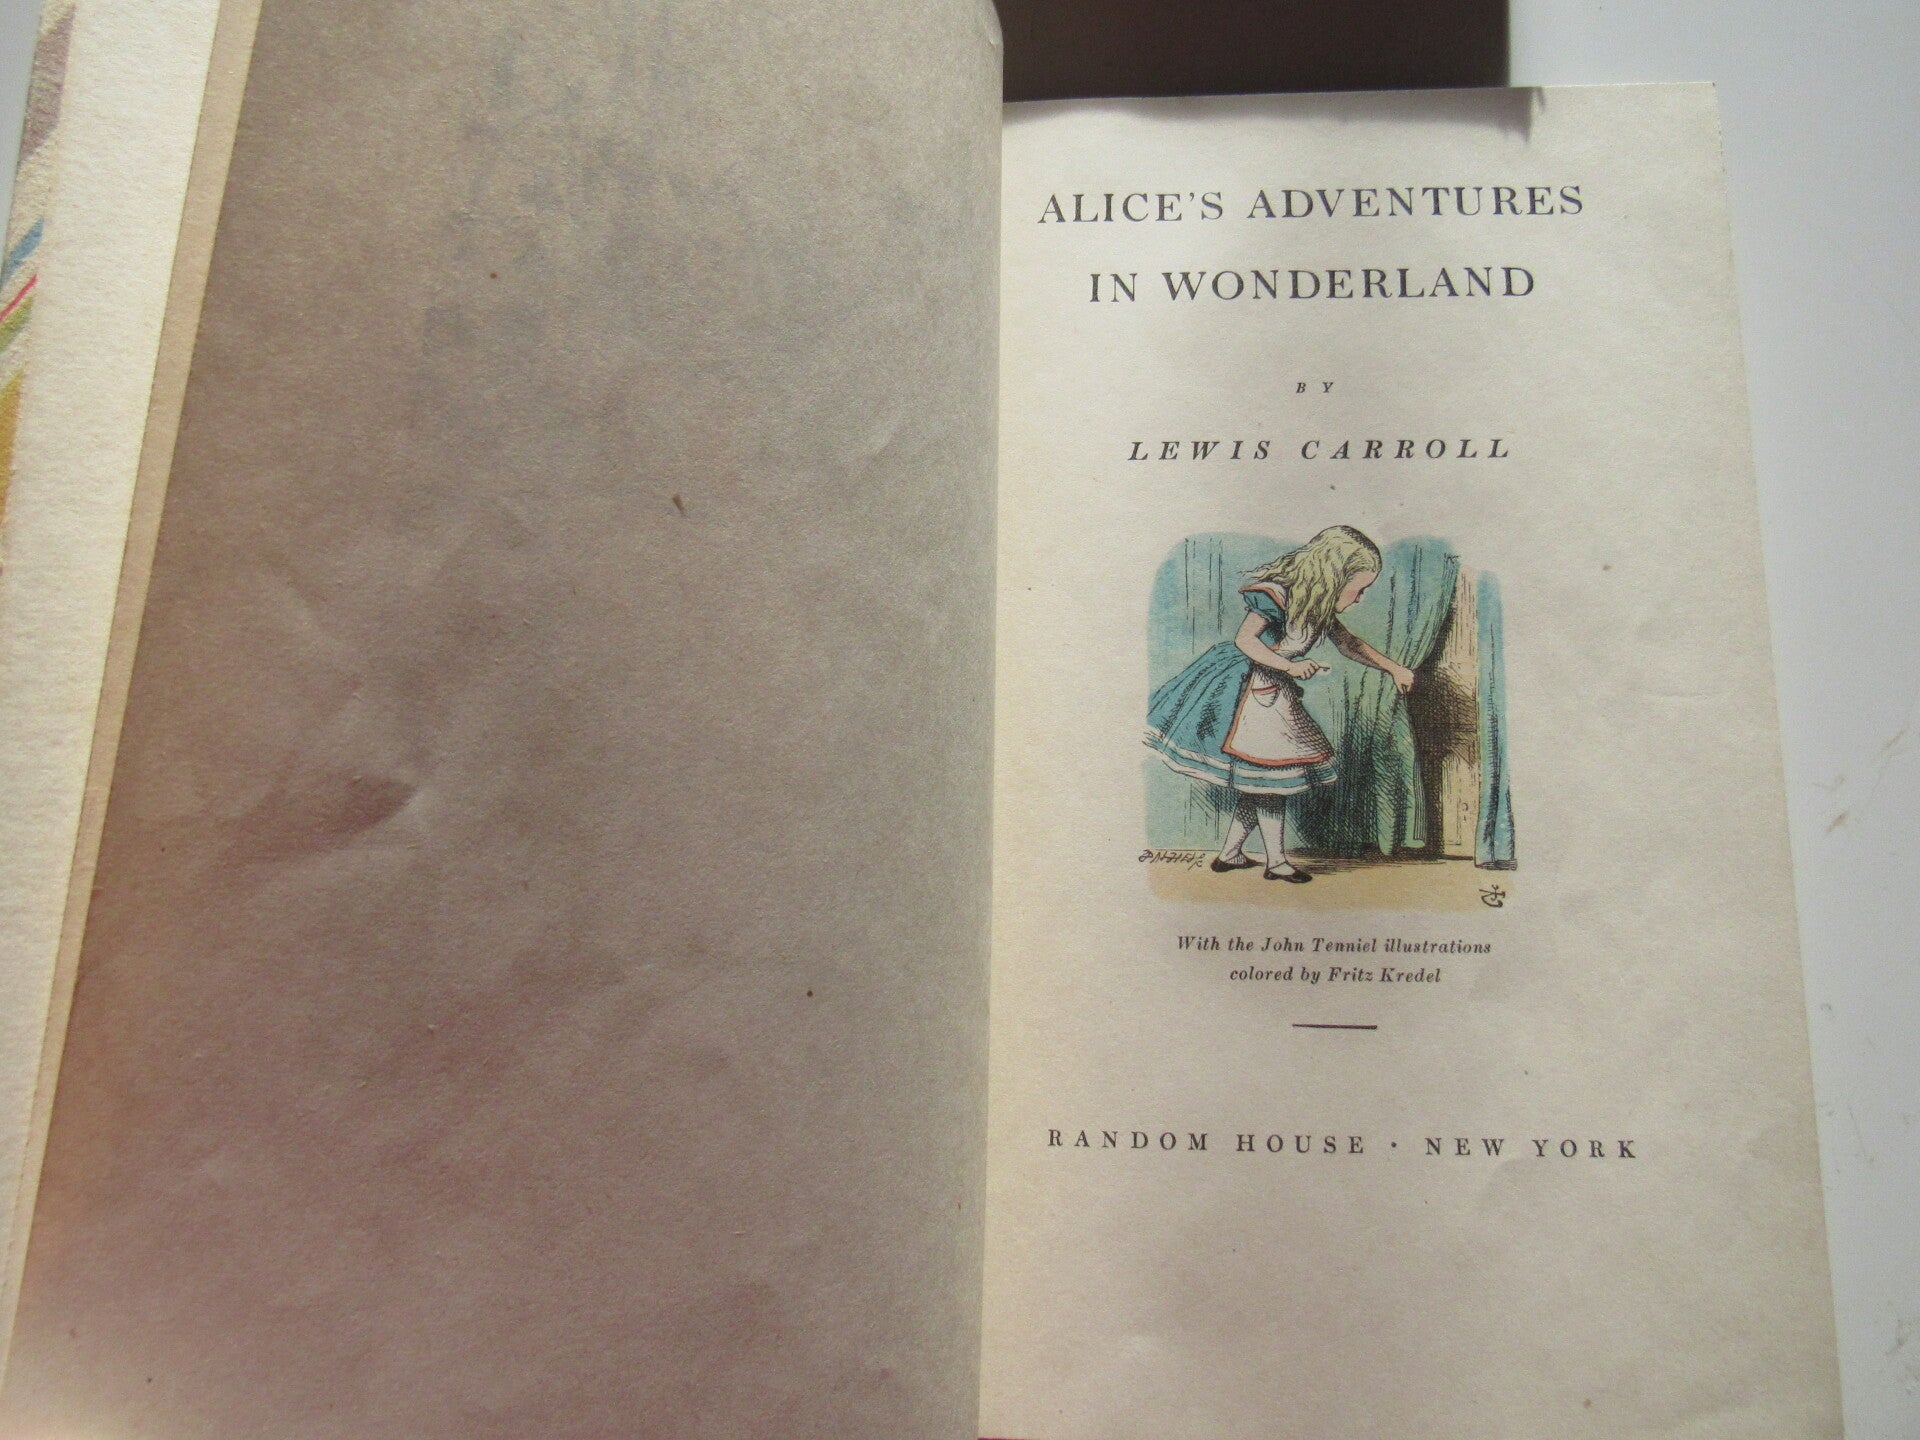 ALICE'S ADVENTURES
IN WONDERLAND
BY
LEWIS CARROLL
With the John Tenniel illustrations
colored by Fritz Kredel
RANDOM HOUSE · NEW YORK